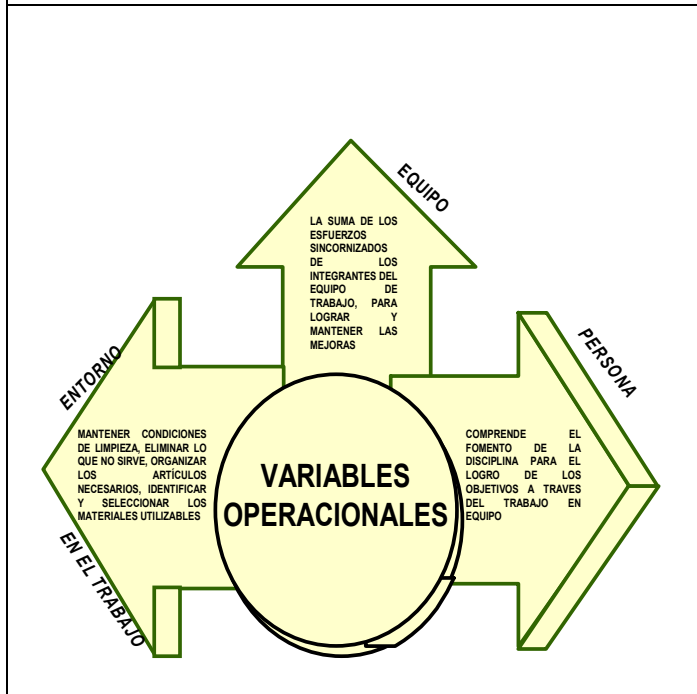 EQUIPO
LA SUMA DE LOS
ESFUERZOS
SINCORNIZADOS
DE LOS
INTEGRANTES DEL
EQUIPO DE
TRABAJO, PARA
LOGRAR Y
MANTENER LAS
MEJORAS
ENTORNO
MANTENER CONDICIONES
DE LIMPIEZA, ELIMINAR LO
QUE NO SIRVE, ORGANIZAR
LOS ARTÍCULOS
NECESARIOS, IDENTIFICAR
Y SELECCIONAR LOS
MATERIALES UTILIZABLES
EN EL TRABAJO
VARIABLES
OPERACIONALES
PERSONA
COMPRENDE EL
FOMENTO DE LA
DISCIPLINA PARA EL
LOGRO DE LOS
OBJETIVOS A TRAVES
DEL TRABAJO EN
EQUIPO